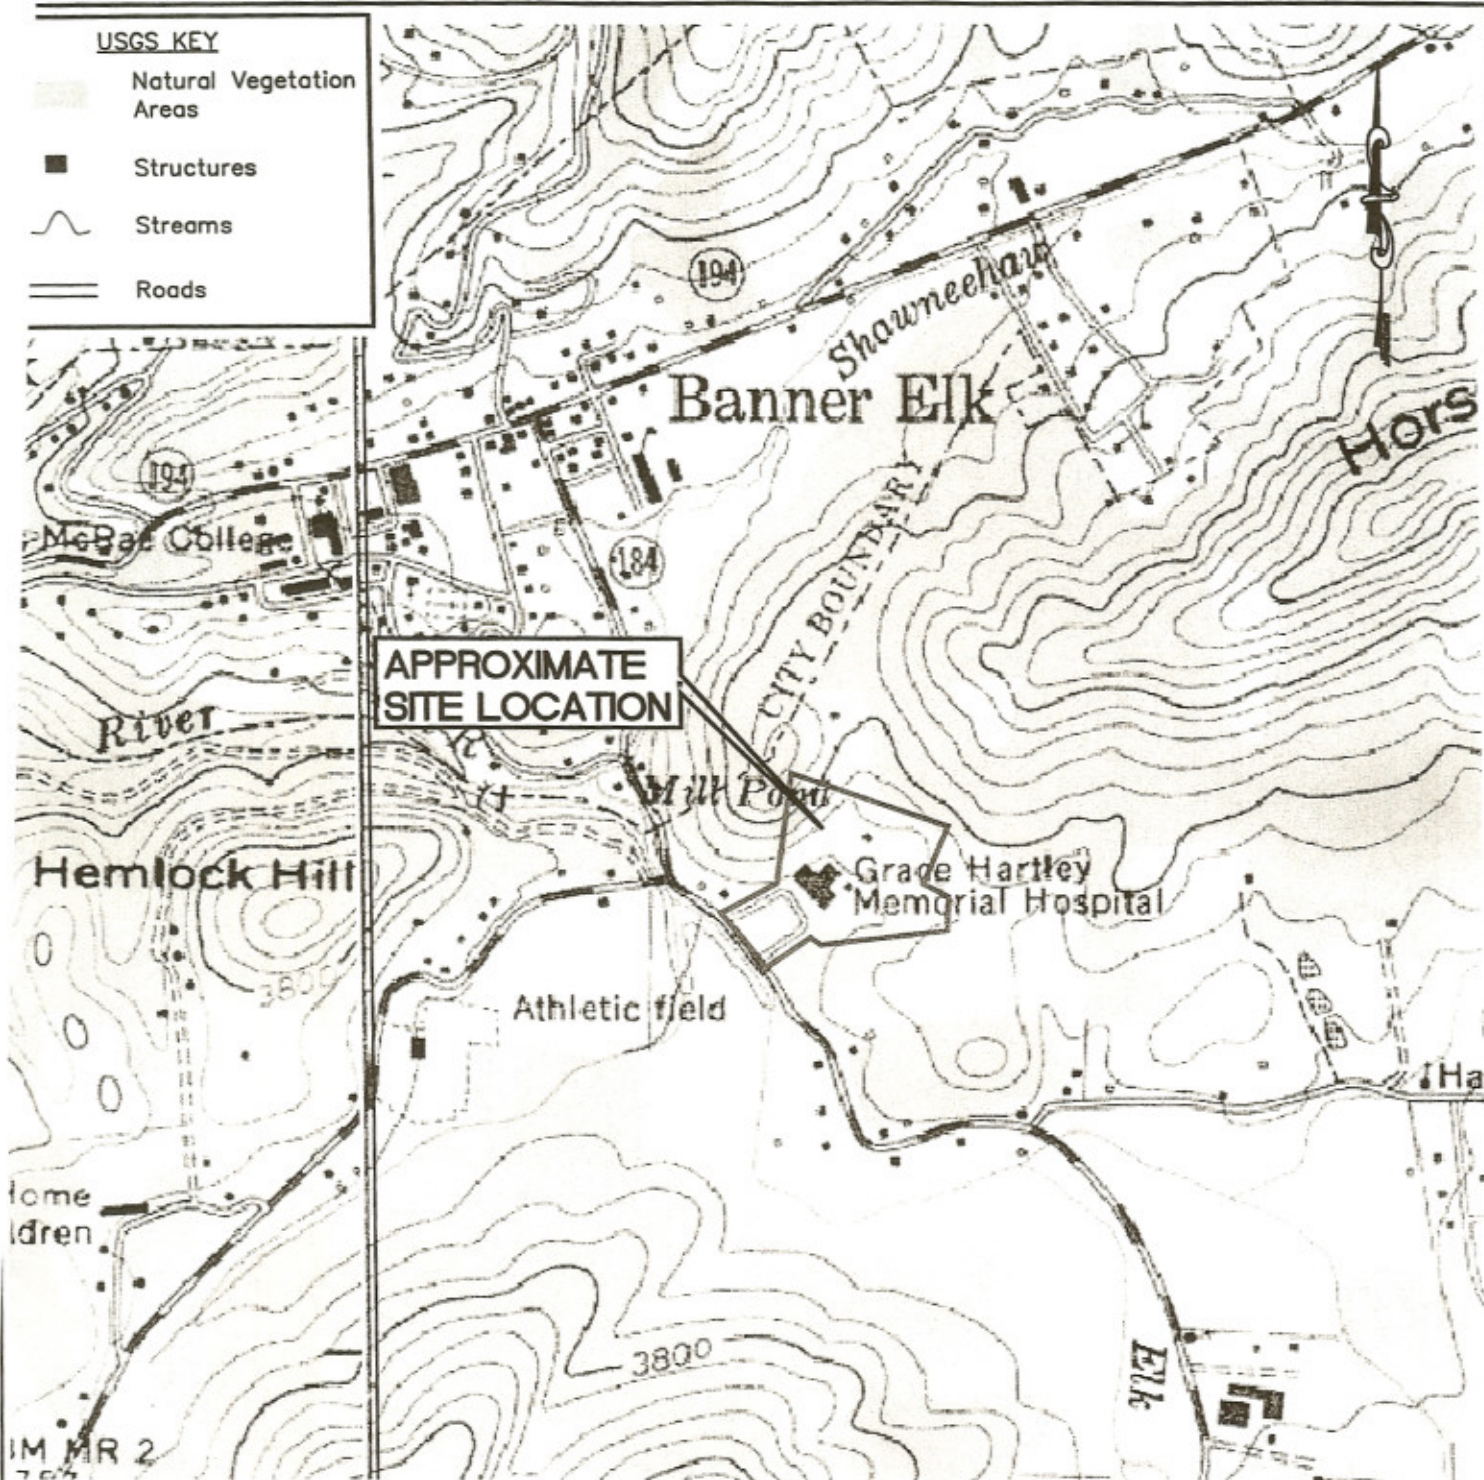 USGS KEY
Natural Vegetation
Areas
Structures
Streams
Roads
194
Shawneehaw
Banner Elk
Hors
194
McRae College
184
CITY BOUNDARY
APPROXIMATE
SITE LOCATION
River
Mill Pond
Hemlock Hill
Grace Hartley
Memorial Hospital
3800
Athletic field
Ha
Home
ldren
3800
Elk
BM MR 2